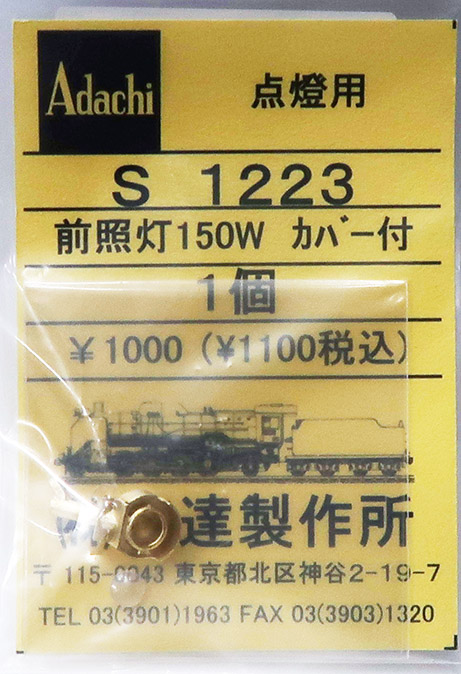 Adachi
点燈用
S 1223
前照灯150W ｶﾊﾞｰ付
1個
¥1000(¥1100税込)
達製作所
〒115-0043 東京都北区神谷2-19-7
TEL 03(3901)1963 FAX 03(3903)1320